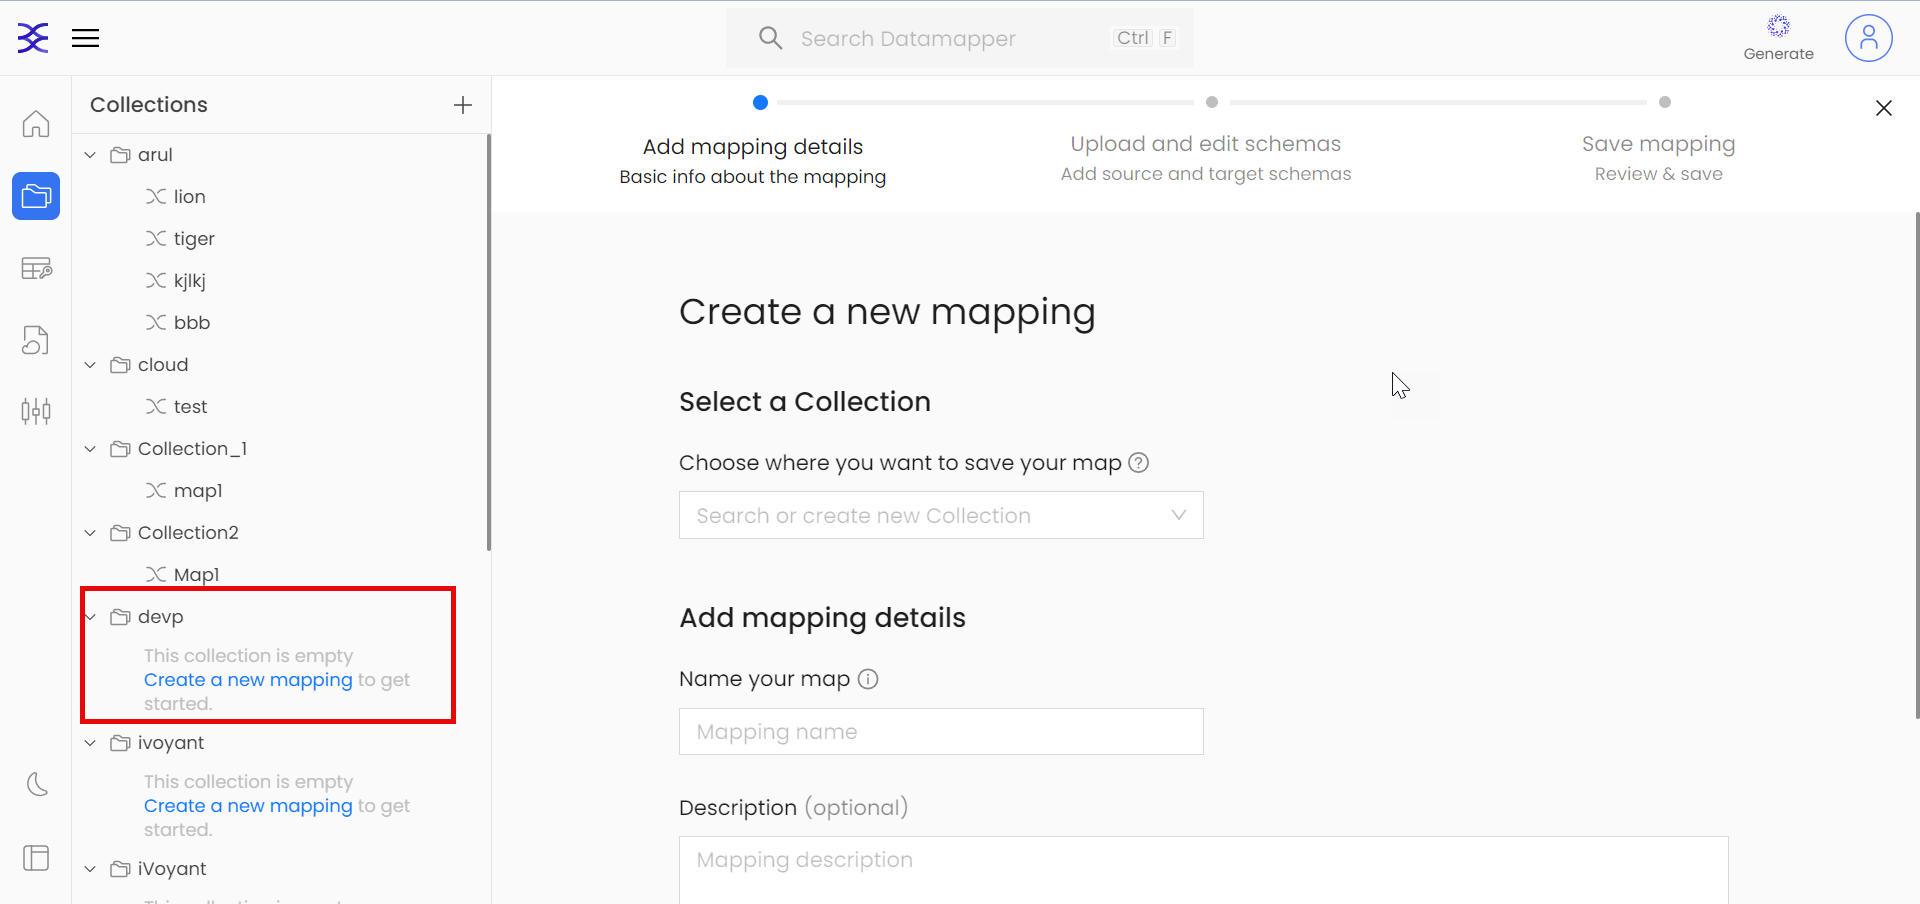 Search Datamapper
Ctrl F
Generate
Collections
arul
lion
tiger
kjlkj
bbb
cloud
test
Collection_1
map1
Collection2
Map1
devp
This collection is empty
Create a new mapping to get
started.
ivoyant
This collection is empty
Create a new mapping to get
started.
iVoyant
Add mapping details
Basic info about the mapping
Upload and edit schemas
Add source and target schemas
Save mapping
Review & save
Create a new mapping
Select a Collection
Choose where you want to save your map
Search or create new Collection
Add mapping details
Name your map
Mapping name
Description (optional)
Mapping description